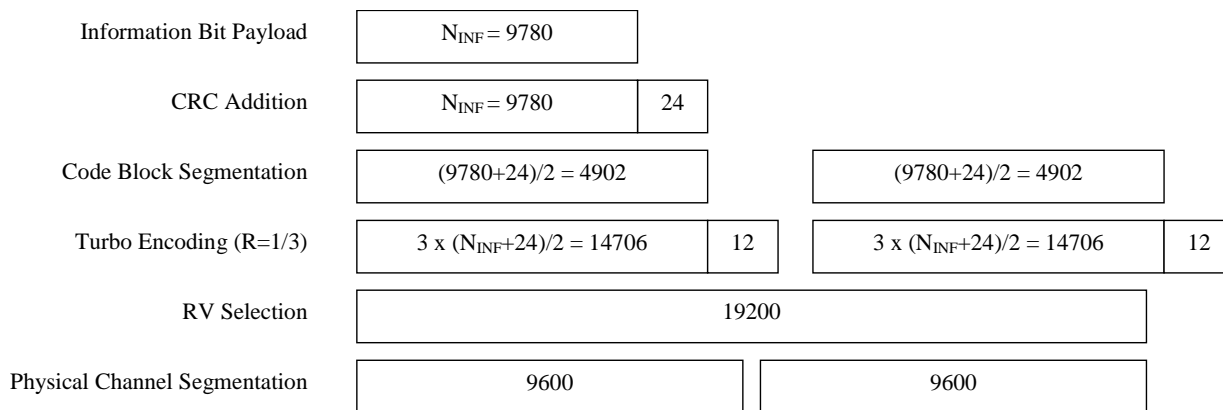 Information Bit Payload N_INF = 9780
CRC Addition N_INF = 9780 24
Code Block Segmentation (9780+24)/2 = 4902 (9780+24)/2 = 4902
Turbo Encoding (R=1/3) 3 x (N_INF+24)/2 = 14706 12 3 x (N_INF+24)/2 = 14706 12
RV Selection 19200
Physical Channel Segmentation 9600 9600